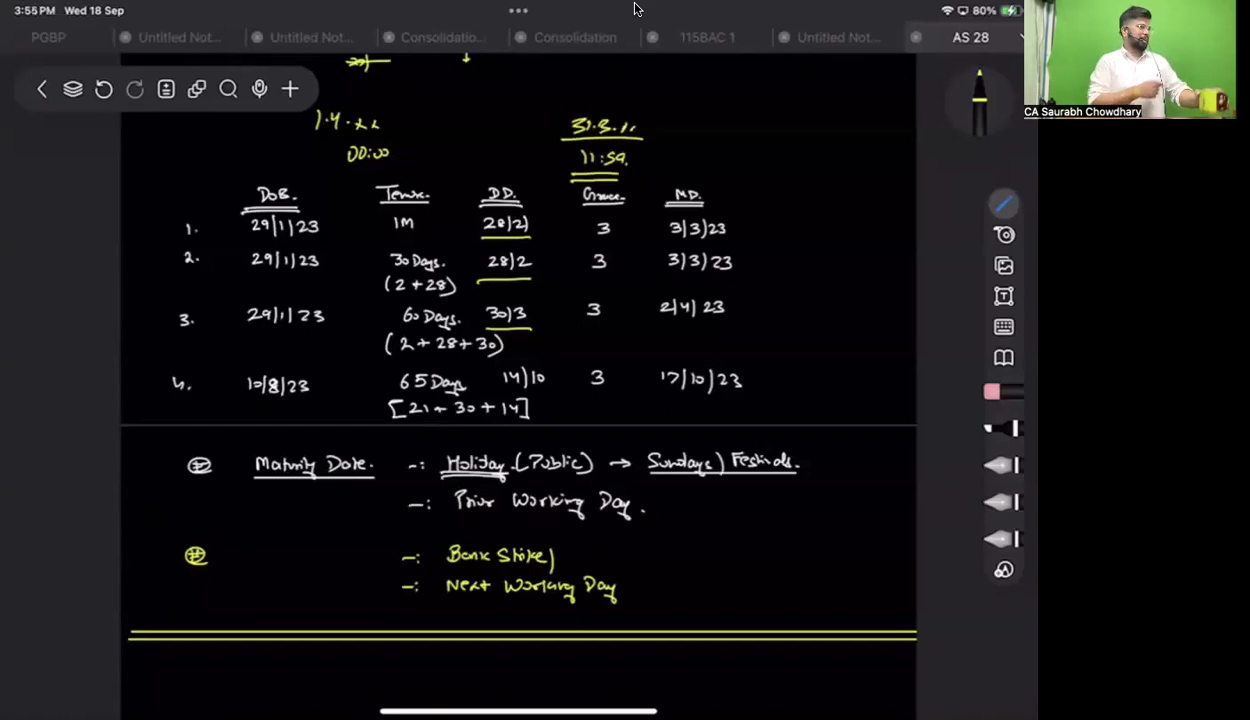 3:55 PM Wed 18 Sep
80%
PGBP Untitled Not... Untitled Not... Consolidatio... Consolidation 115BAC 1 Untitled Not... AS 28
CA Saurabh Chowdhary
1.4.xx
00:00
11:59.
DOB. DD. Grace. MD.
1. 29/1/23 1M 28/2) 3 3/3/23
2. 29/1/23 30 Days. 28/2 3 3/3/23
(2+28)
3. 29/1/23 60 Days. 30/3 3 2/4/23
(2+28+30)
4. 10/8/23 65 Days 14/10 3 17/10/23
[21+30+14]
# Maturity Date. -: Holiday.(Public) → Sundays/Festivals.
-: Prior Working Day.
# -: Bank Strike/
-: Next Working Day